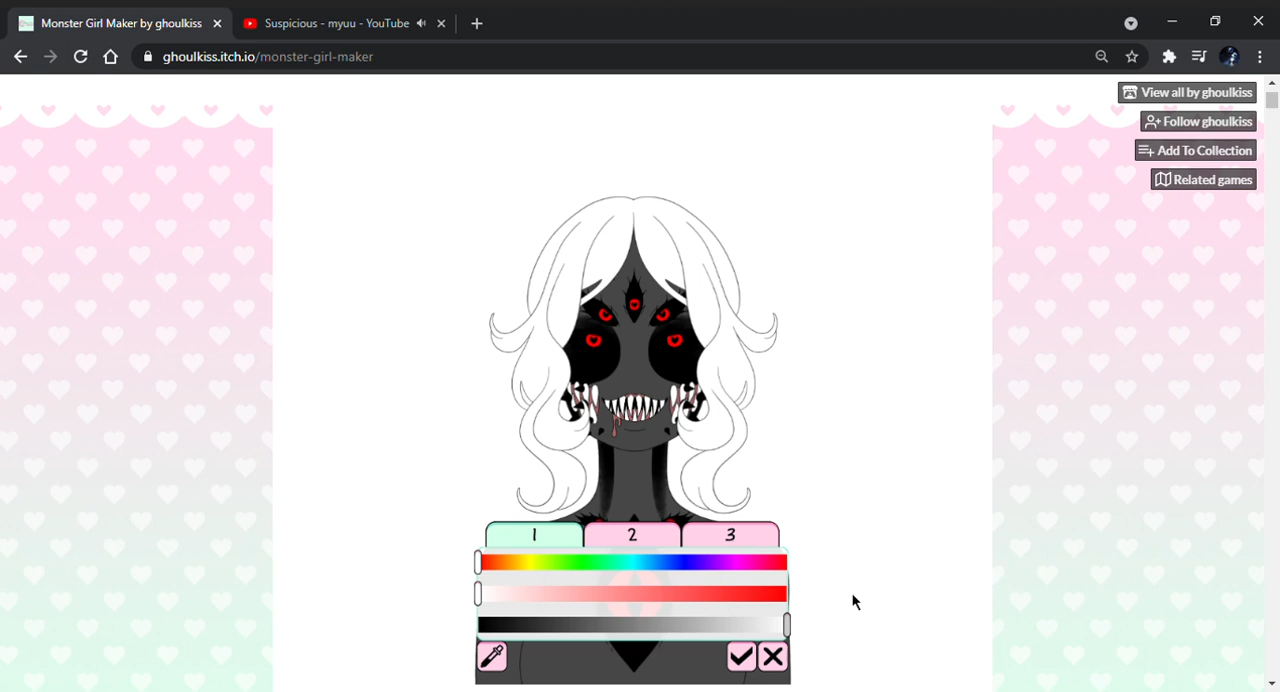 Monster Girl Maker by ghoulkiss
Suspicious - myuu - YouTube
ghoulkiss.itch.io/monster-girl-maker
View all by ghoulkiss
Follow ghoulkiss
Add To Collection
Related games
1 2 3